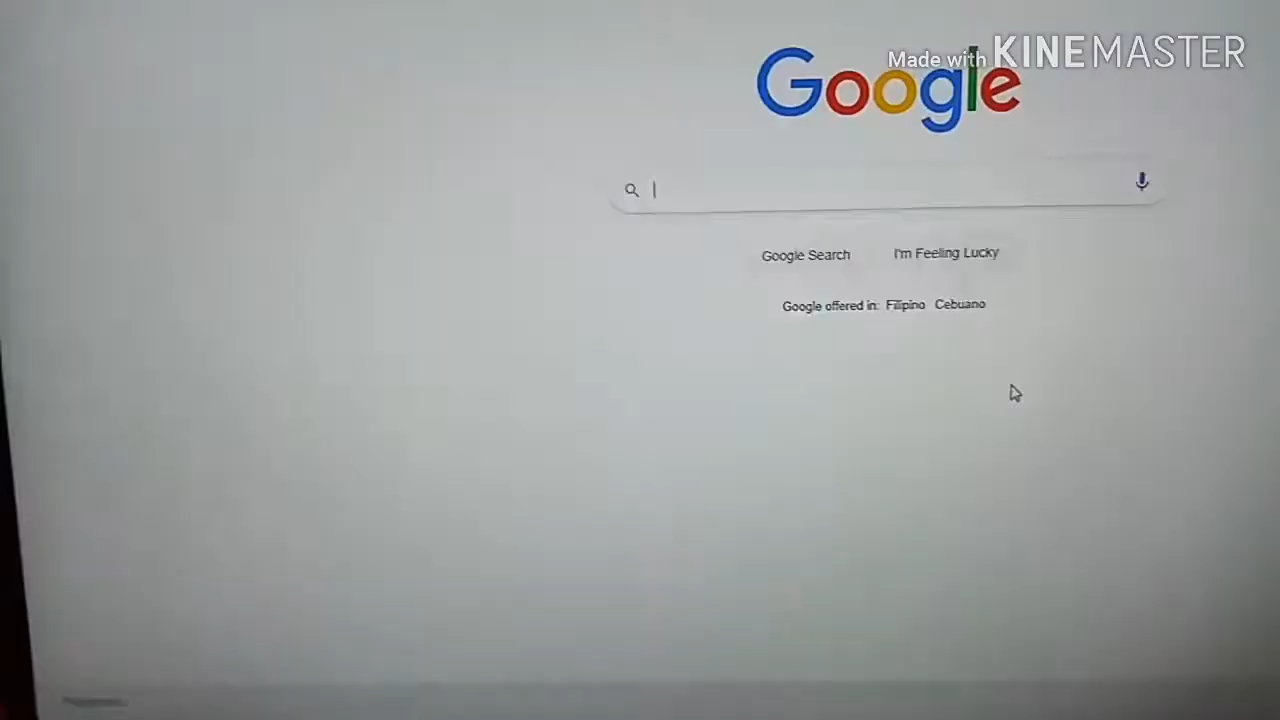 Made with KINEMASTER
Google
Google Search I'm Feeling Lucky
Google offered in: Filipino Cebuano